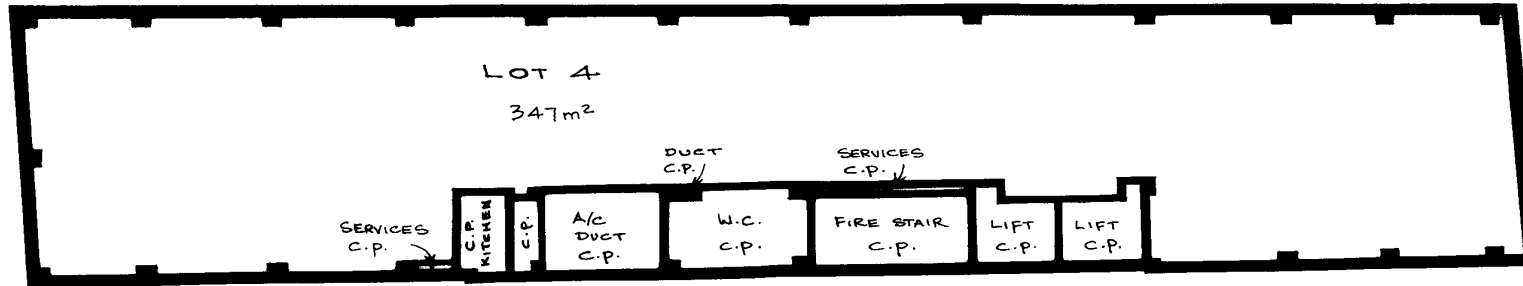 LOT 4
347m²
DUCT
C.P.
SERVICES
C.P.
SERVICES
C.P.
C.P.
KITCHEN
C.P.
A/C
DUCT
C.P.
W.C.
C.P.
FIRE STAIR
C.P.
LIFT
C.P.
LIFT
C.P.